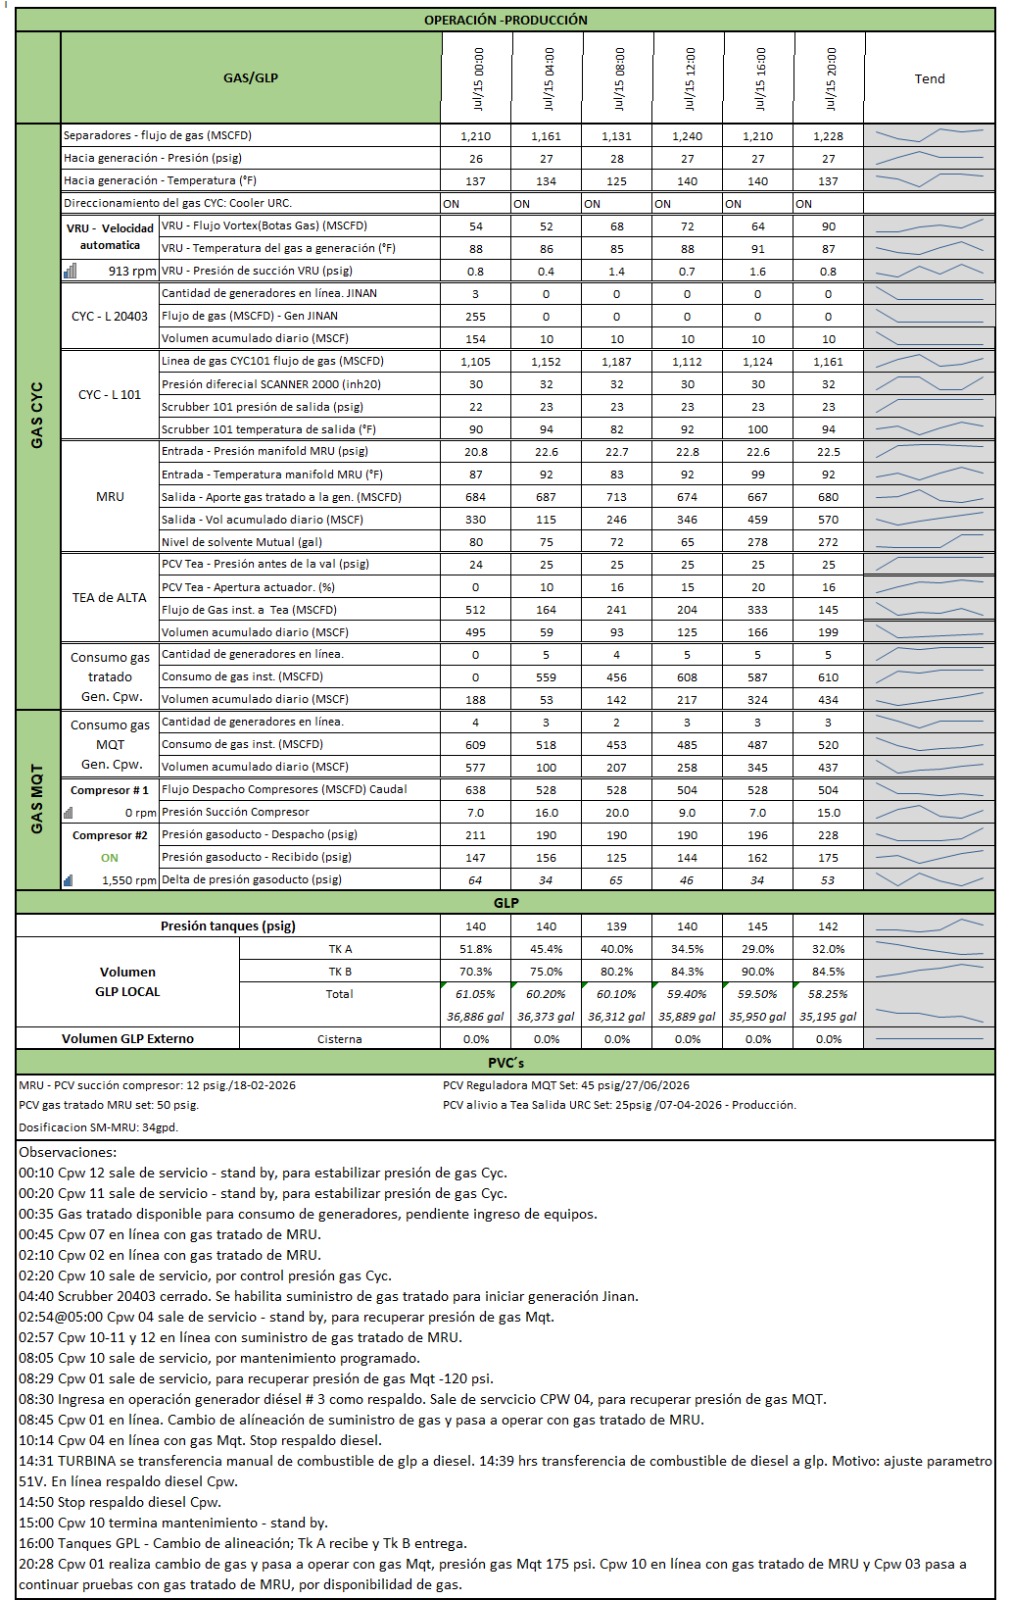 OPERACIÓN -PRODUCCIÓN
GAS/GLP Jul/15 00:00 Jul/15 04:00 Jul/15 08:00 Jul/15 12:00 Jul/15 16:00 Jul/15 20:00 Tend
GAS CYC
Separadores - flujo de gas (MSCFD) 1,210 1,161 1,131 1,240 1,210 1,228
Hacia generación - Presión (psig) 26 27 28 27 27 27
Hacia generación - Temperatura (°F) 137 134 125 140 140 137
Direccionamiento del gas CYC: Cooler URC. ON ON ON ON ON ON
VRU - Velocidad automatica
VRU - Flujo Vortex(Botas Gas) (MSCFD) 54 52 68 72 64 90
VRU - Temperatura del gas a generación (°F) 88 86 85 88 91 87
913 rpm VRU - Presión de succión VRU (psig) 0.8 0.4 1.4 0.7 1.6 0.8
CYC - L 20403
Cantidad de generadores en línea. JINAN 3 0 0 0 0 0
Flujo de gas (MSCFD) - Gen JINAN 255 0 0 0 0 0
Volumen acumulado diario (MSCF) 154 10 10 10 10 10
CYC - L 101
Linea de gas CYC101 flujo de gas (MSCFD) 1,105 1,152 1,187 1,112 1,124 1,161
Presión diferecial SCANNER 2000 (inh20) 30 32 32 30 30 32
Scrubber 101 presión de salida (psig) 22 23 23 23 23 23
Scrubber 101 temperatura de salida (°F) 90 94 82 92 100 94
MRU
Entrada - Presión manifold MRU (psig) 20.8 22.6 22.7 22.8 22.6 22.5
Entrada - Temperatura manifold MRU (°F) 87 92 83 92 99 92
Salida - Aporte gas tratado a la gen. (MSCFD) 684 687 713 674 667 680
Salida - Vol acumulado diario (MSCF) 330 115 246 346 459 570
Nivel de solvente Mutual (gal) 80 75 72 65 278 272
TEA de ALTA
PCV Tea - Presión antes de la val (psig) 24 25 25 25 25 25
PCV Tea - Apertura actuador. (%) 0 10 16 15 20 16
Flujo de Gas inst. a Tea (MSCFD) 512 164 241 204 333 145
Volumen acumulado diario (MSCF) 495 59 93 125 166 199
Consumo gas tratado Gen. Cpw.
Cantidad de generadores en línea. 0 5 4 5 5 5
Consumo de gas inst. (MSCFD) 0 559 456 608 587 610
Volumen acumulado diario (MSCF) 188 53 142 217 324 434
GAS MQT
Consumo gas MQT Gen. Cpw.
Cantidad de generadores en línea. 4 3 2 3 3 3
Consumo de gas inst. (MSCFD) 609 518 453 485 487 520
Volumen acumulado diario (MSCF) 577 100 207 258 345 437
Compresor # 1 Flujo Despacho Compresores (MSCFD) Caudal 638 528 528 504 528 504
0 rpm Presión Succión Compresor 7.0 16.0 20.0 9.0 7.0 15.0
Compresor #2 Presión gasoducto - Despacho (psig) 211 190 190 190 196 228
ON Presión gasoducto - Recibido (psig) 147 156 125 144 162 175
1,550 rpm Delta de presión gasoducto (psig) 64 34 65 46 34 53
GLP
Presión tanques (psig) 140 140 139 140 145 142
Volumen GLP LOCAL
TK A 51.8% 45.4% 40.0% 34.5% 29.0% 32.0%
TK B 70.3% 75.0% 80.2% 84.3% 90.0% 84.5%
Total 61.05% 60.20% 60.10% 59.40% 59.50% 58.25%
36,886 gal 36,373 gal 36,312 gal 35,889 gal 35,950 gal 35,195 gal
Volumen GLP Externo Cisterna 0.0% 0.0% 0.0% 0.0% 0.0% 0.0%
PVC´s
MRU - PCV succión compresor: 12 psig./18-02-2026 PCV Reguladora MQT Set: 45 psig/27/06/2026
PCV gas tratado MRU set: 50 psig. PCV alivio a Tea Salida URC Set: 25psig /07-04-2026 - Producción.
Dosificacion SM-MRU: 34gpd.
Observaciones:
00:10 Cpw 12 sale de servicio - stand by, para estabilizar presión de gas Cyc.
00:20 Cpw 11 sale de servicio - stand by, para estabilizar presión de gas Cyc.
00:35 Gas tratado disponible para consumo de generadores, pendiente ingreso de equipos.
00:45 Cpw 07 en línea con gas tratado de MRU.
02:10 Cpw 02 en línea con gas tratado de MRU.
02:20 Cpw 10 sale de servicio, por control presión gas Cyc.
04:40 Scrubber 20403 cerrado. Se habilita suministro de gas tratado para iniciar generación Jinan.
02:54@05:00 Cpw 04 sale de servicio - stand by, para recuperar presión de gas Mqt.
02:57 Cpw 10-11 y 12 en línea con suministro de gas tratado de MRU.
08:05 Cpw 10 sale de servicio, por mantenimiento programado.
08:29 Cpw 01 sale de servicio, para recuperar presión de gas Mqt -120 psi.
08:30 Ingresa en operación generador diésel # 3 como respaldo. Sale de servcicio CPW 04, para recuperar presión de gas MQT.
08:45 Cpw 01 en línea. Cambio de alíneación de suministro de gas y pasa a operar con gas tratado de MRU.
10:14 Cpw 04 en línea con gas Mqt. Stop respaldo diesel.
14:31 TURBINA se transferencia manual de combustible de glp a diesel. 14:39 hrs transferencia de combustible de diesel a glp. Motivo: ajuste parametro
51V. En línea respaldo diesel Cpw.
14:50 Stop respaldo diesel Cpw.
15:00 Cpw 10 termina mantenimiento - stand by.
16:00 Tanques GPL - Cambio de alineación; Tk A recibe y Tk B entrega.
20:28 Cpw 01 realiza cambio de gas y pasa a operar con gas Mqt, presión gas Mqt 175 psi. Cpw 10 en línea con gas tratado de MRU y Cpw 03 pasa a
continuar pruebas con gas tratado de MRU, por disponibilidad de gas.